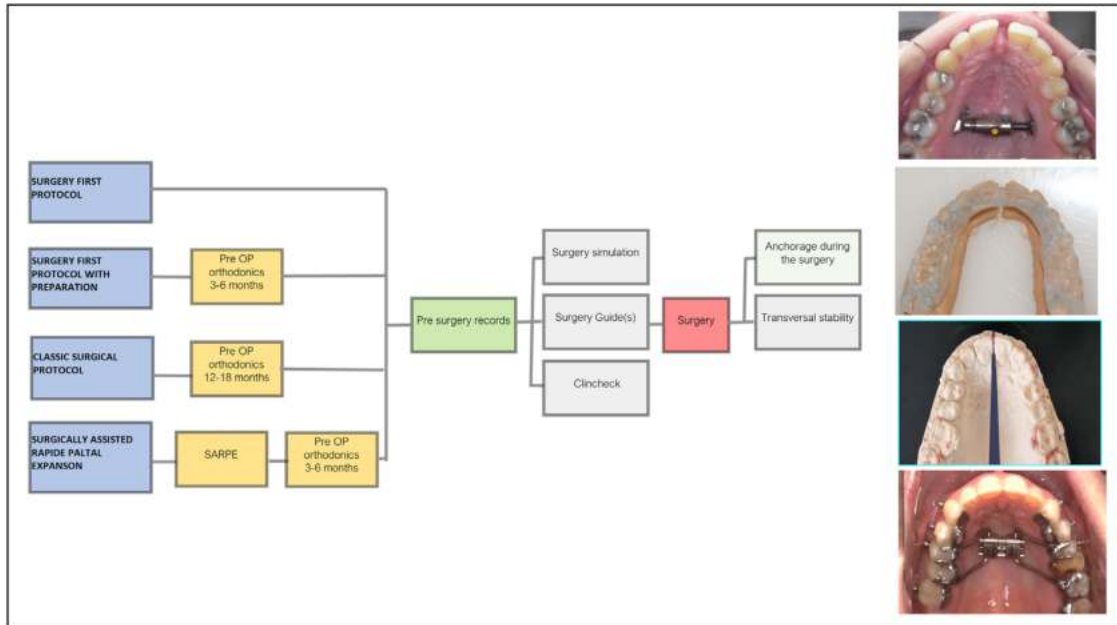 SURGERY FIRST
PROTOCOL
SURGERY FIRST
PROTOCOL WITH
PREPARATION
Pre OP
orthodonics
3-6 months
CLASSIC SURGICAL
PROTOCOL
Pre OP
orthodonics
12-18 months
SURGICALLY ASSISTED
RAPIDE PALTAL
EXPANSON
SARPE
Pre OP
orthodonics
3-6 months
Pre surgery records
Surgery simulation
Surgery Guide(s)
Clincheck
Surgery
Anchorage during
the surgery
Transversal stability